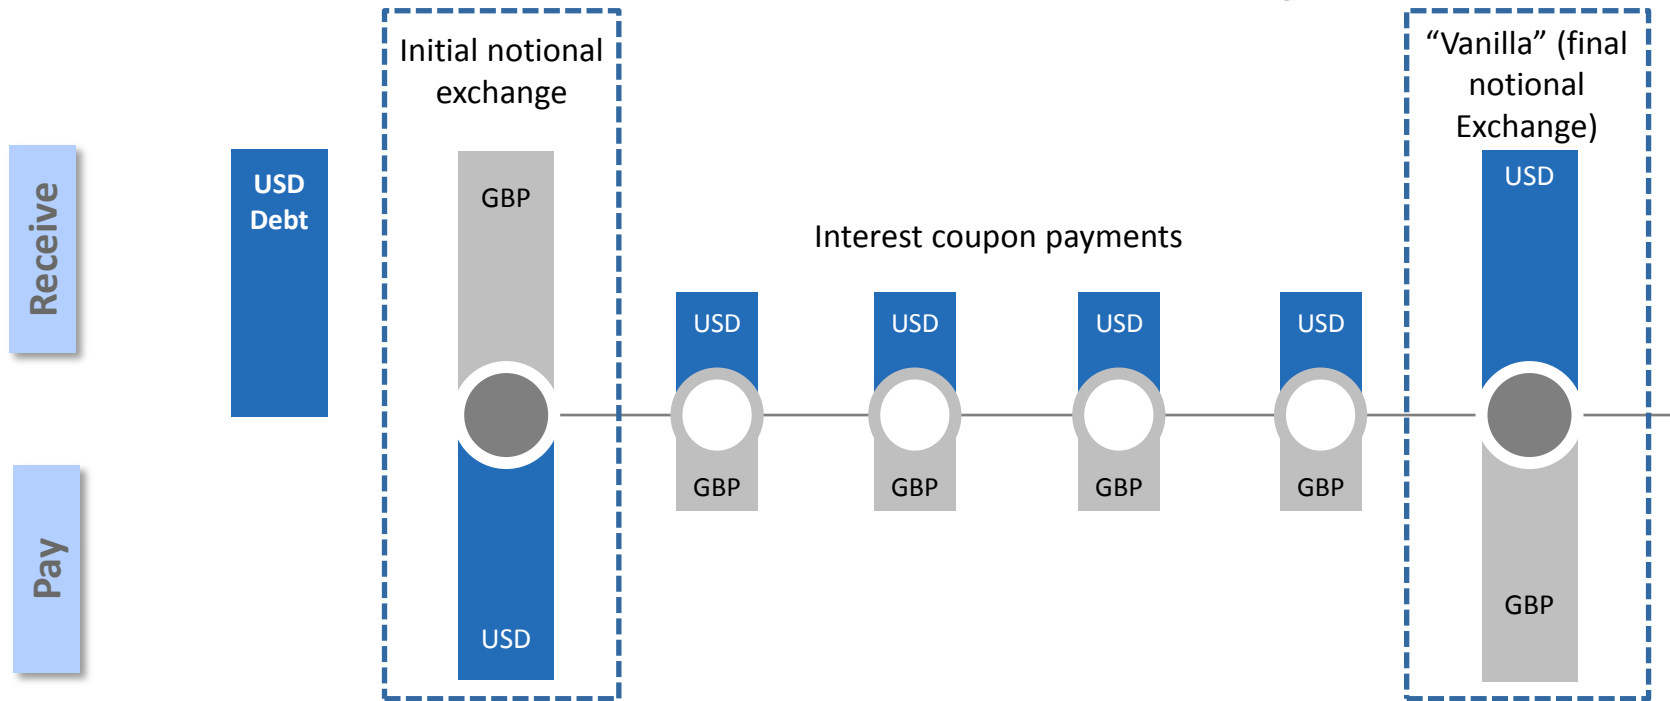 Initial notional
exchange
“Vanilla” (final
notional
Exchange)
Receive
USD
Debt
GBP
USD
Interest coupon payments
USD
USD
USD
USD
GBP
GBP
GBP
GBP
Pay
USD
GBP